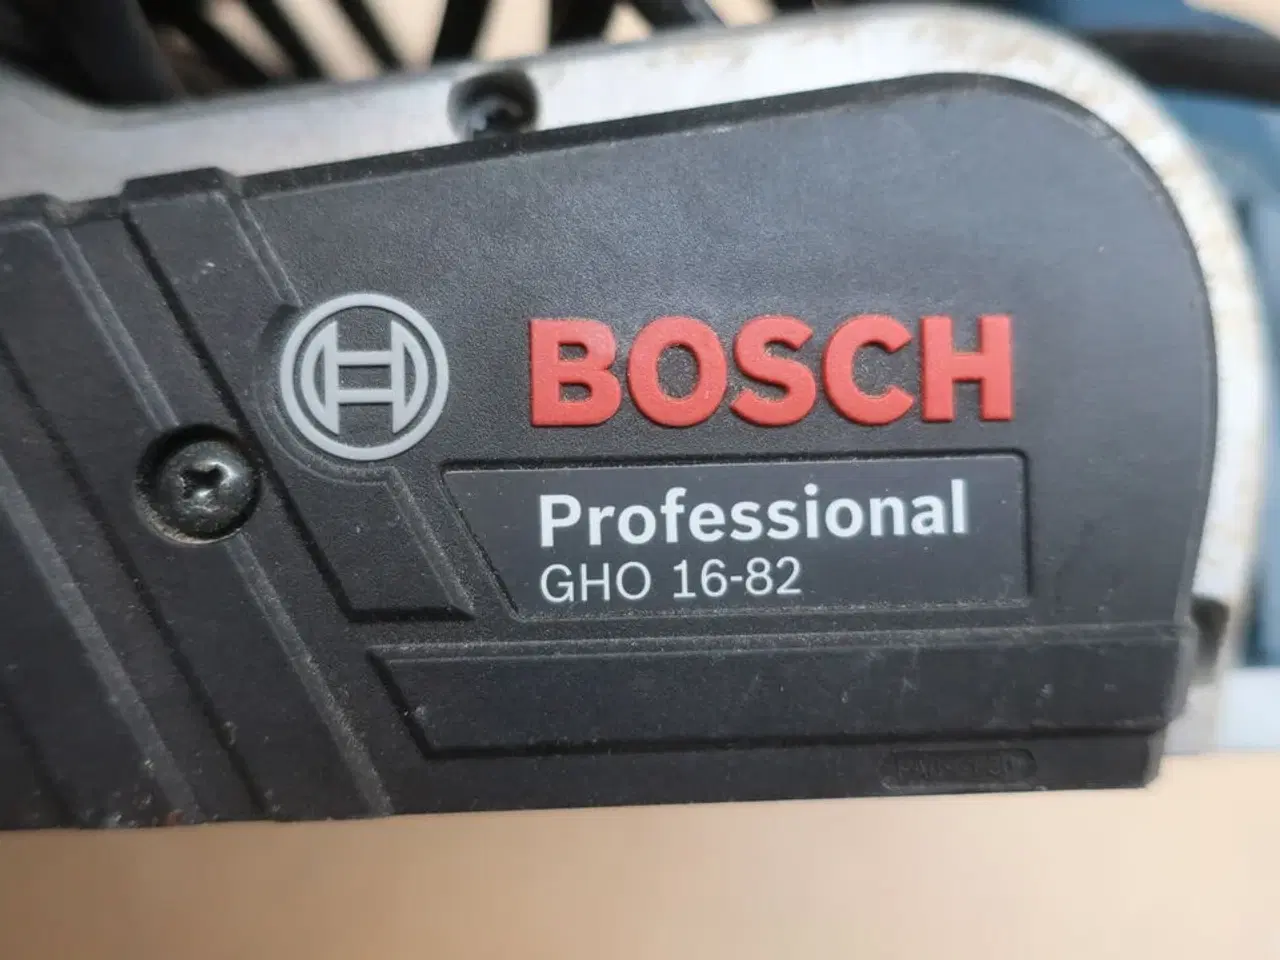 BOSCH
Professional
GHO 16-82